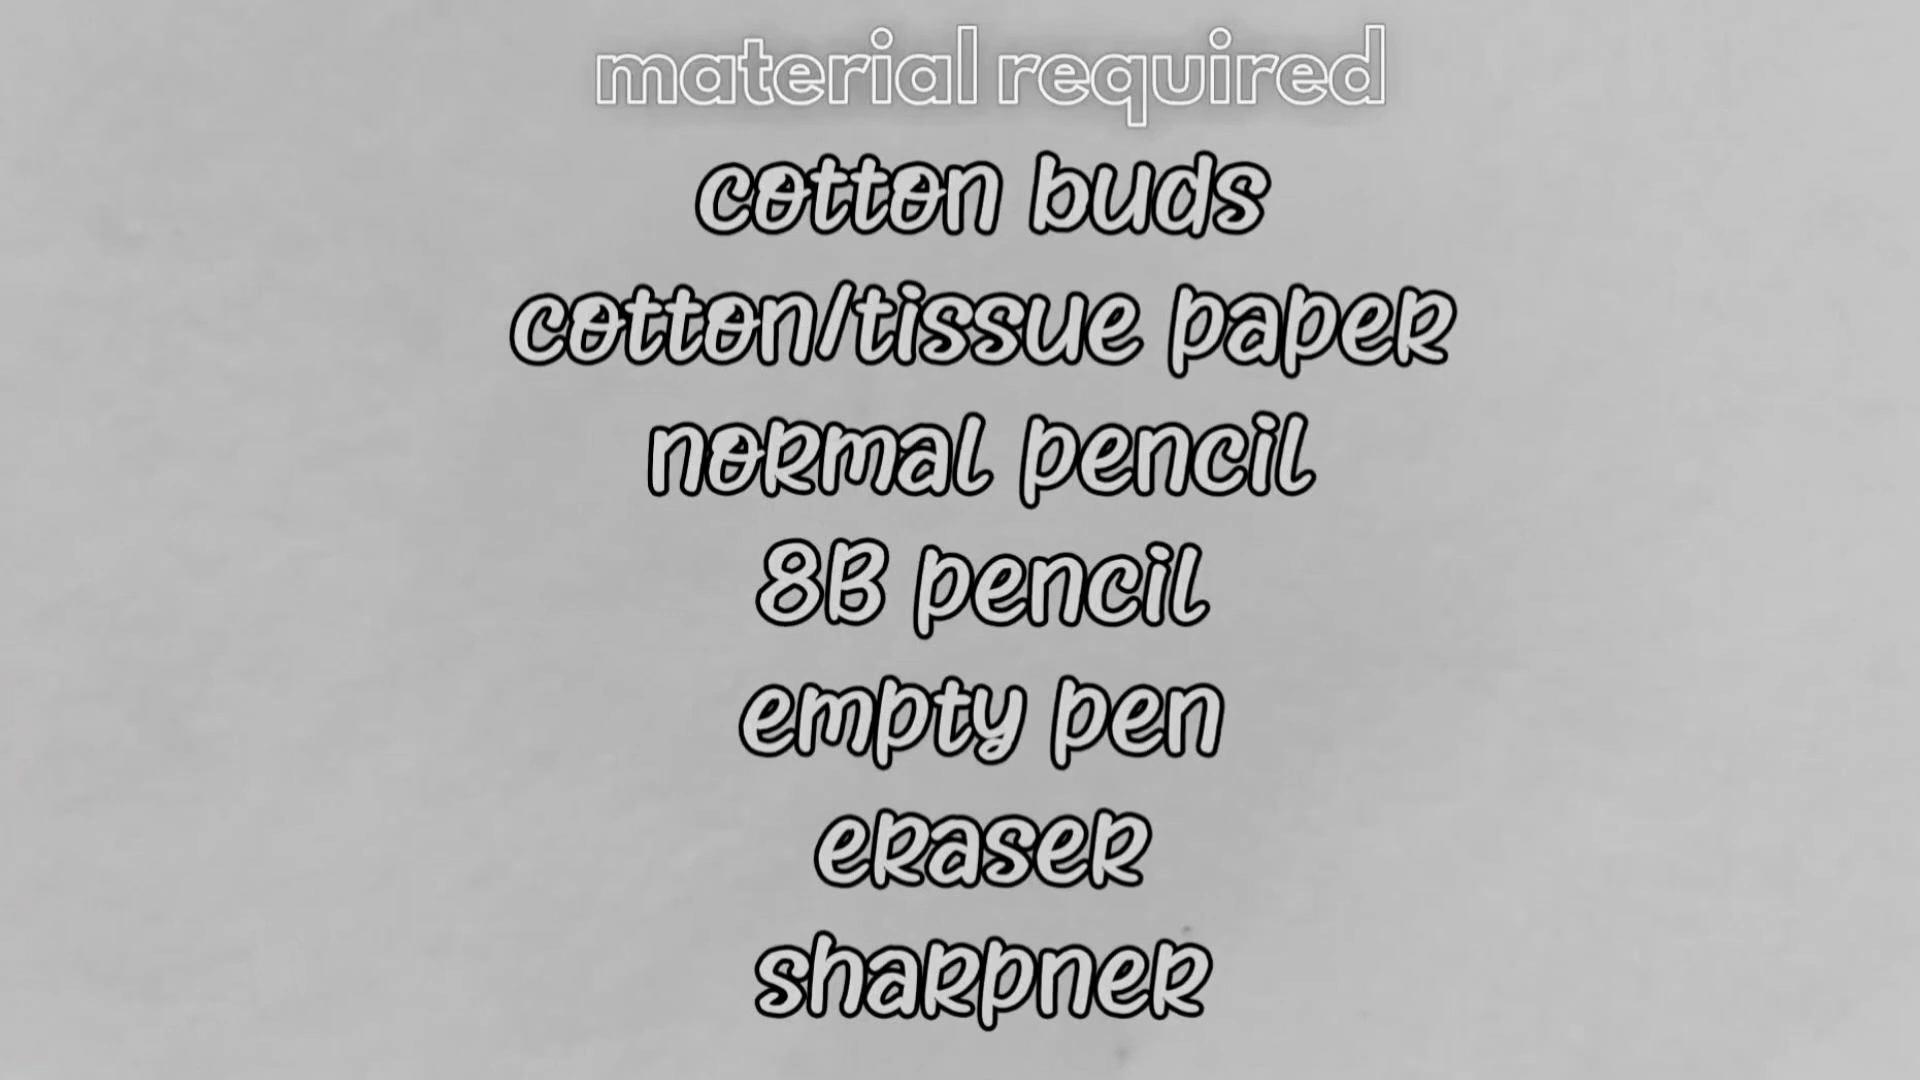 material required
cotton buds
cotton/tissue paper
normal pencil
8B pencil
empty pen
eraser
sharpner